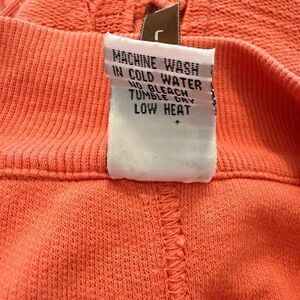 MACHINE WASH
IN COLD WATER
NO BLEACH
TUMBLE DRY
LOW HEAT